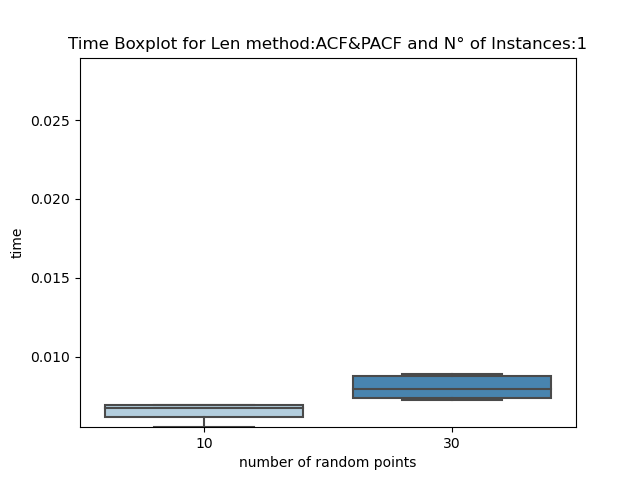 Time Boxplot for Len method:ACF&PACF and N° of Instances:1
0.025
0.020
0.015
0.010
time
10
30
number of random points